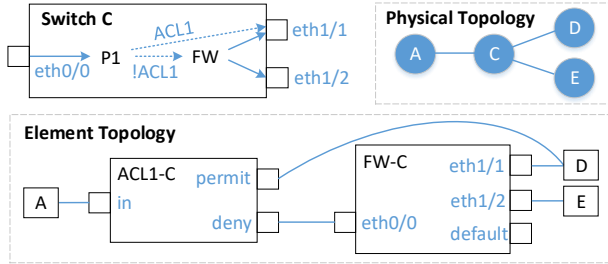 Switch C
ACL1
eth1/1
P1
FW
eth0/0
!ACL1
eth1/2
Physical Topology
A
C
D
E
Element Topology
ACL1-C
permit
A
in
deny
FW-C
eth1/1
D
eth0/0
eth1/2
E
default